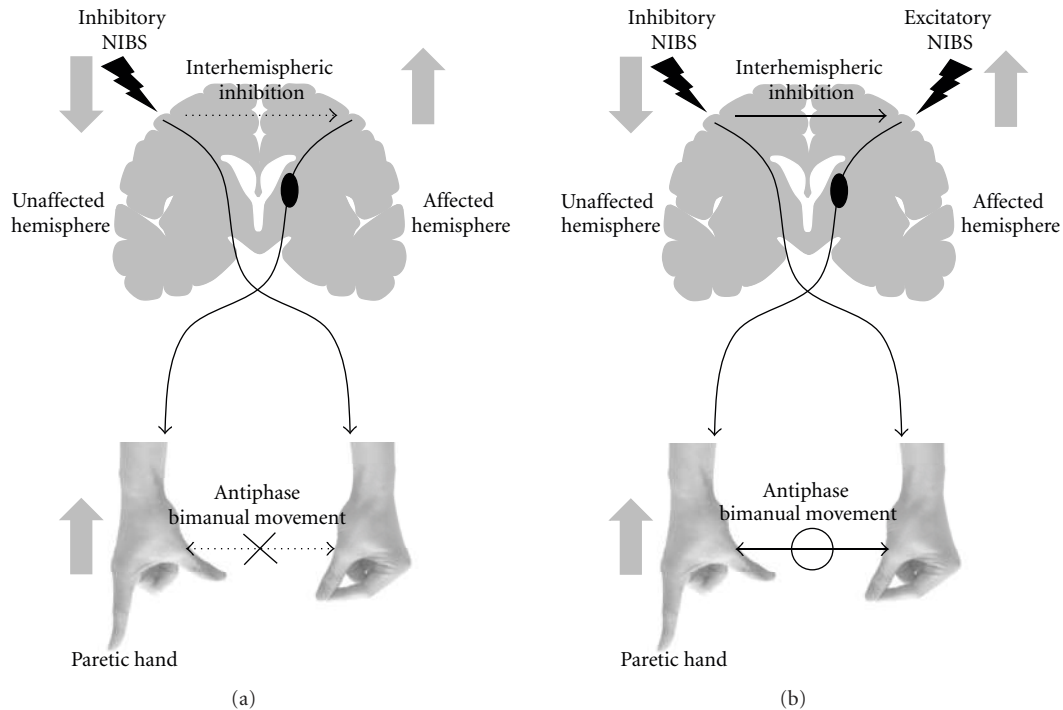 Inhibitory
NIBS
Interhemispheric
inhibition
Unaffected
hemisphere
Affected
hemisphere
Antiphase
bimanual movement
Paretic hand
(a)
Inhibitory
NIBS
Excitatory
NIBS
Interhemispheric
inhibition
Unaffected
hemisphere
Affected
hemisphere
Antiphase
bimanual movement
Paretic hand
(b)